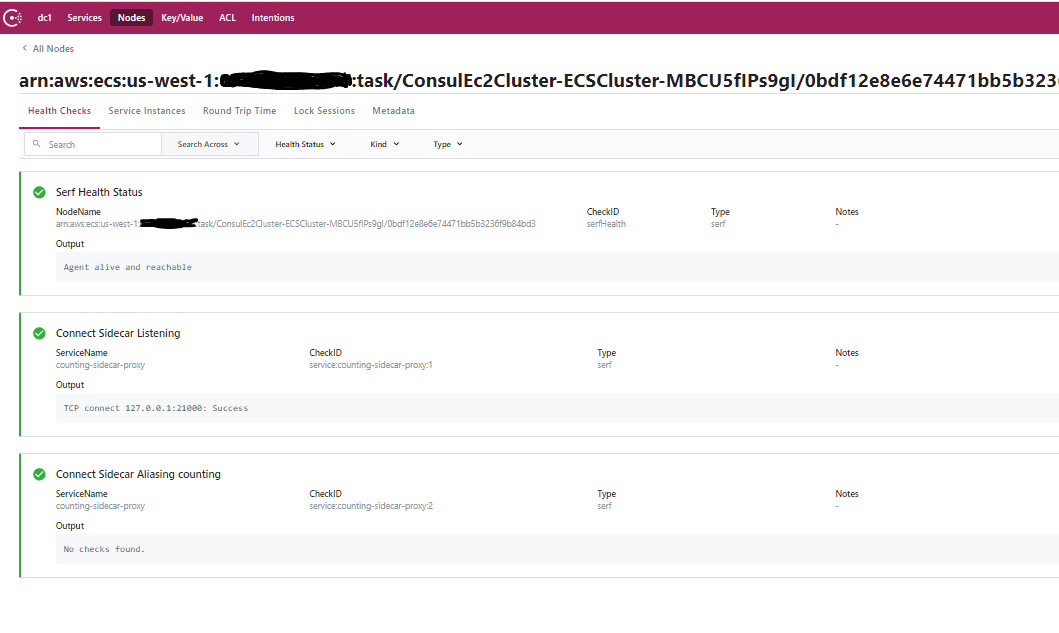 dc1 Services Nodes Key/Value ACL Intentions
All Nodes
arn:aws:ecs:us-west-1: :task/ConsulEc2Cluster-ECSCluster-MBCU5fIPs9gI/0bdf12e8e6e74471bb5b3236
Health Checks Service Instances Round Trip Time Lock Sessions Metadata
Search Search Across Health Status Kind Type
Serf Health Status
NodeName CheckID Type Notes
arn:aws:ecs:us-west-1: :task/ConsulEc2Cluster-ECSCluster-MBCU5fIPs9gI/0bdf12e8e6e74471bb5b3236f9b84bd3 serfHealth serf -
Output
Agent alive and reachable
Connect Sidecar Listening
ServiceName CheckID Type Notes
counting-sidecar-proxy service:counting-sidecar-proxy:1 serf -
Output
TCP connect 127.0.0.1:21000: Success
Connect Sidecar Aliasing counting
ServiceName CheckID Type Notes
counting-sidecar-proxy service:counting-sidecar-proxy:2 serf -
Output
No checks found.